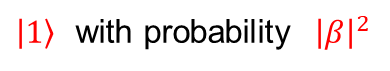 |1⟩ with probability |β|²